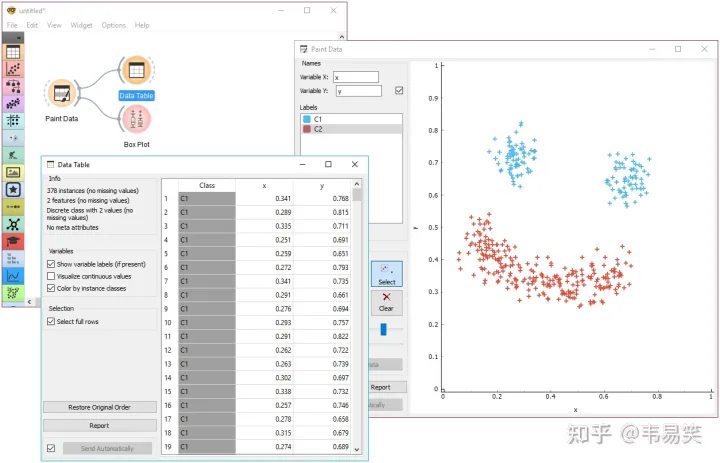 untitled*
File Edit View Widget Options Help
Paint Data
Data Table
Box Plot
Paint Data
Names
Variable X: x
Variable Y: y
Labels
C1
C2
Select
Clear
Report
y
1
0.9
0.8
0.7
0.6
0.5
0.4
0.3
0.2
0.1
0
0 0.2 0.4 0.6 0.8 1
x
Data Table
Info
378 instances (no missing values)
2 features (no missing values)
Discrete class with 2 values (no
missing values)
No meta attributes
Variables
Show variable labels (if present)
Visualize continuous values
Color by instance classes
Selection
Select full rows
Restore Original Order
Report
Send Automatically
Class x y
1 C1 0.341 0.768
2 C1 0.289 0.815
3 C1 0.335 0.711
4 C1 0.251 0.691
5 C1 0.259 0.651
6 C1 0.272 0.793
7 C1 0.341 0.735
8 C1 0.291 0.661
9 C1 0.276 0.694
10 C1 0.293 0.757
11 C1 0.291 0.822
12 C1 0.262 0.722
13 C1 0.263 0.739
14 C1 0.302 0.697
15 C1 0.338 0.732
16 C1 0.257 0.746
17 C1 0.278 0.658
18 C1 0.315 0.679
19 C1 0.274 0.689
知乎 @韦易笑